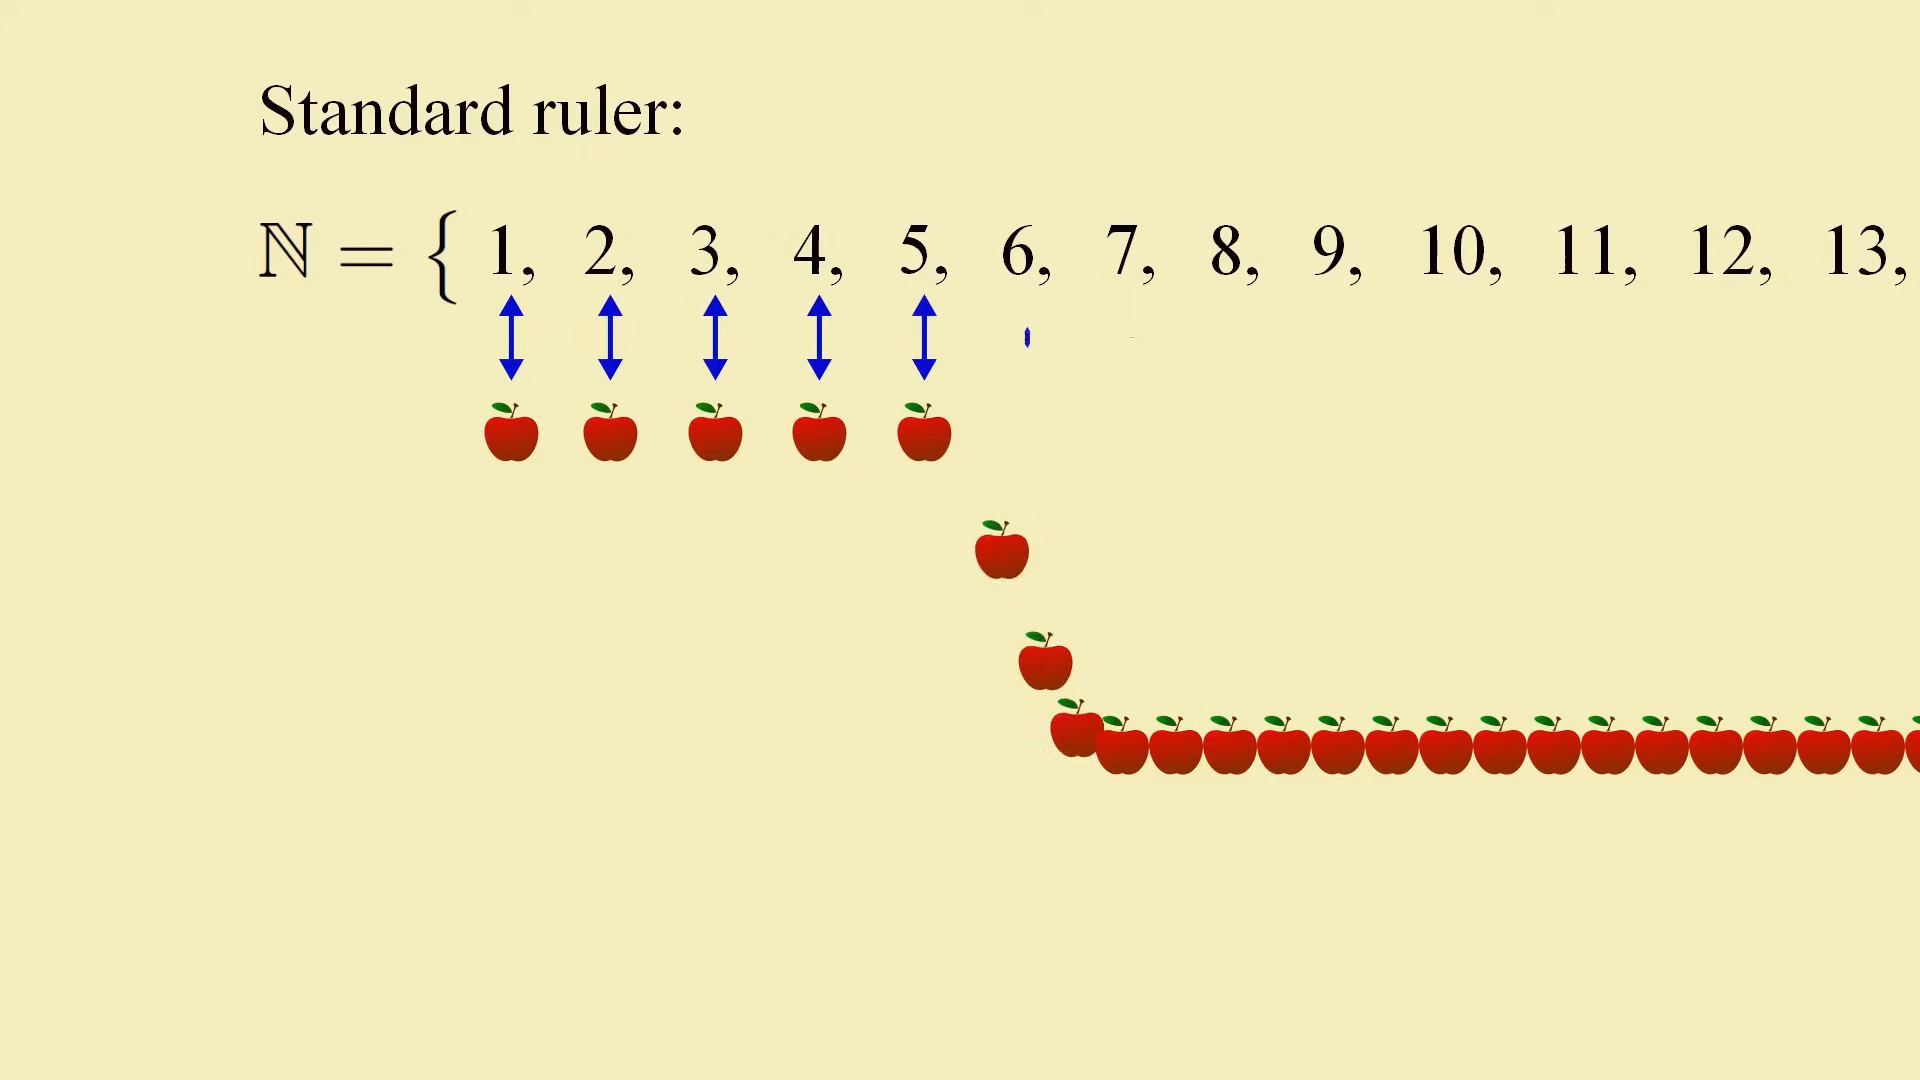 Standard ruler:
ℕ = { 1, 2, 3, 4, 5, 6, 7, 8, 9, 10, 11, 12, 13,